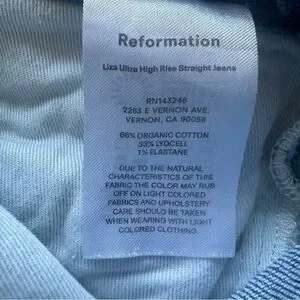 Reformation
Liza Ultra High Rise Straight Jeans
RN143248
2263 E VERNON AVE.
VERNON, CA 90058
66% ORGANIC COTTON
33% LYOCELL
1% ELASTANE
DUE TO THE NATURAL
CHARACTERISTICS OF THIS
FABRIC THE COLOR MAY RUB
OFF ON LIGHT COLORED
FABRICS AND UPHOLSTERY
CARE SHOULD BE TAKEN
WHEN WEARING WITH LIGHT
COLORED CLOTHING.